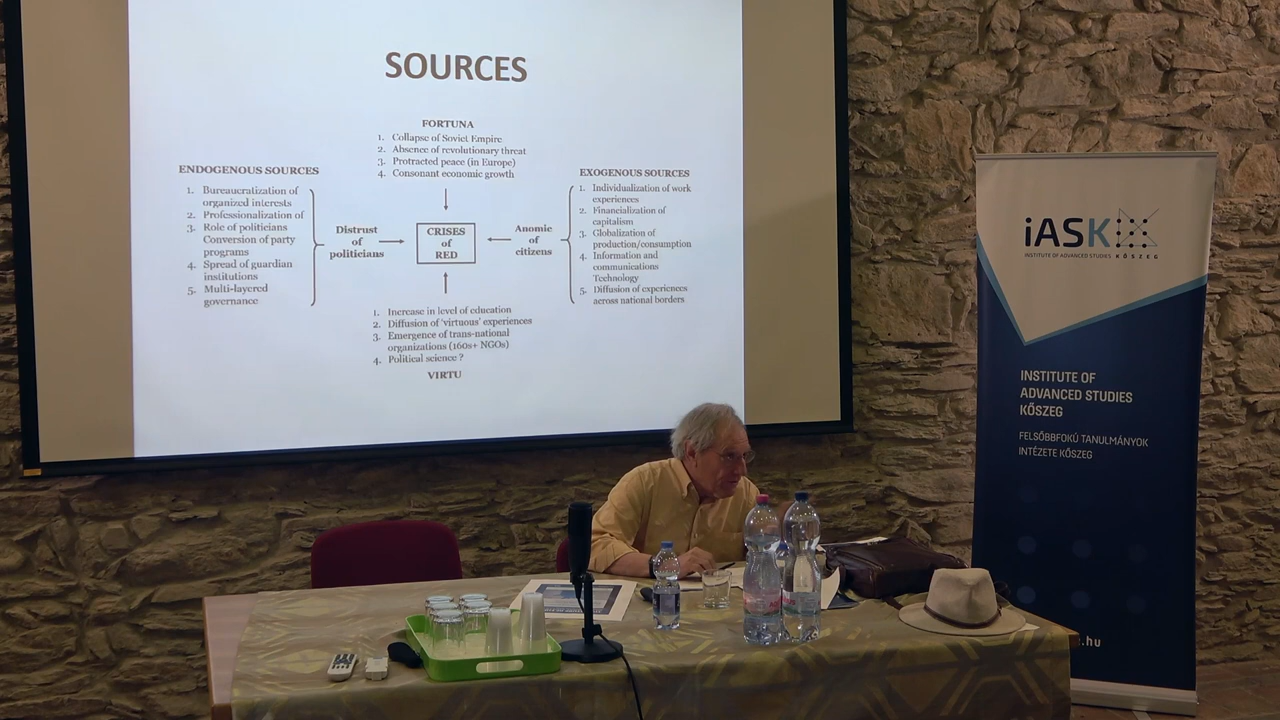 SOURCES
FORTUNA
1. Collapse of Soviet Empire
2. Absence of revolutionary threat
3. Protracted peace (in Europe)
4. Consonant economic growth
ENDOGENOUS SOURCES
1. Bureaucratization of
organized interests
2. Professionalization of
3. Role of politicians
Conversion of party
programs
4. Spread of guardian
institutions
5. Multi-layered
governance
Distrust
of
politicians
CRISES
of
RED
Anomie
of
citizens
EXOGENOUS SOURCES
1. Individualization of work
experiences
2. Financialization of
capitalism
3. Globalization of
production/consumption
4. Information and
communications
Technology
5. Diffusion of experiences
across national borders
1. Increase in level of education
2. Diffusion of 'virtuous' experiences
3. Emergence of trans-national
organizations (160s+ NGOs)
4. Political science ?
VIRTU
iASK
INSTITUTE OF ADVANCED STUDIES KŐSZEG
INSTITUTE OF
ADVANCED STUDIES
KŐSZEG
FELSŐBBFOKÚ TANULMÁNYOK
INTÉZETE KŐSZEG
.hu